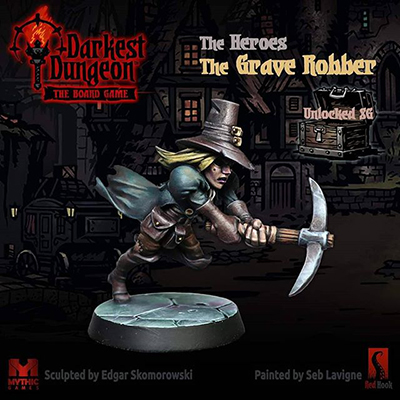 Darkest
Dungeon
THE BOARD GAME
The Heroes
The Grave Robber
Unlocked SG
MYTHIC
GAMES
Sculpted by Edgar Skomorowski
Painted by Seb Lavigne
Red Book